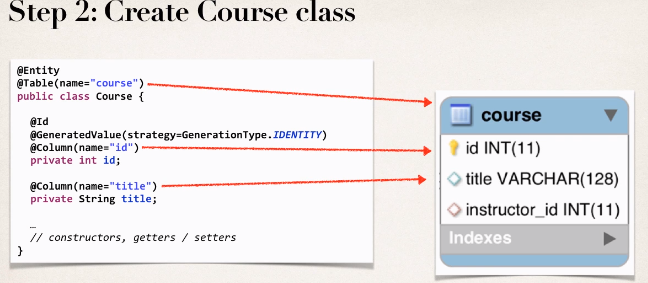 Step 2: Create Course class
@Entity
@Table(name="course")
public class Course {
@Id
@GeneratedValue(strategy=GenerationType.IDENTITY)
@Column(name="id")
private int id;
@Column(name="title")
private String title;
…
// constructors, getters / setters
}
course
id INT(11)
title VARCHAR(128)
instructor_id INT(11)
Indexes